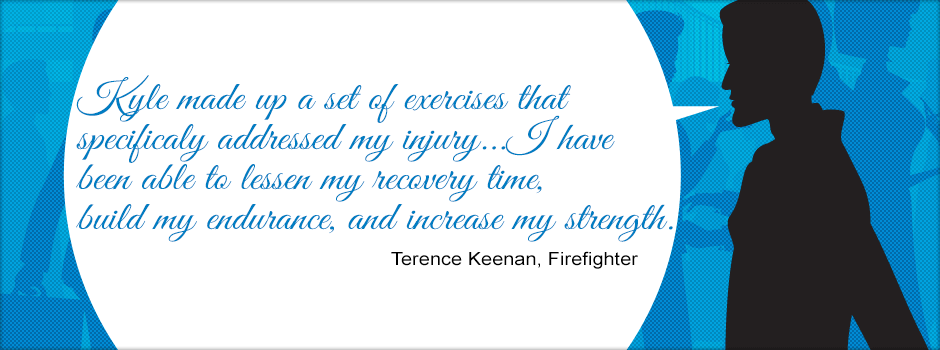 Kyle made up a set of exercises that
specificaly addressed my injury...I have
been able to lessen my recovery time,
build my endurance, and increase my strength.
Terence Keenan, Firefighter